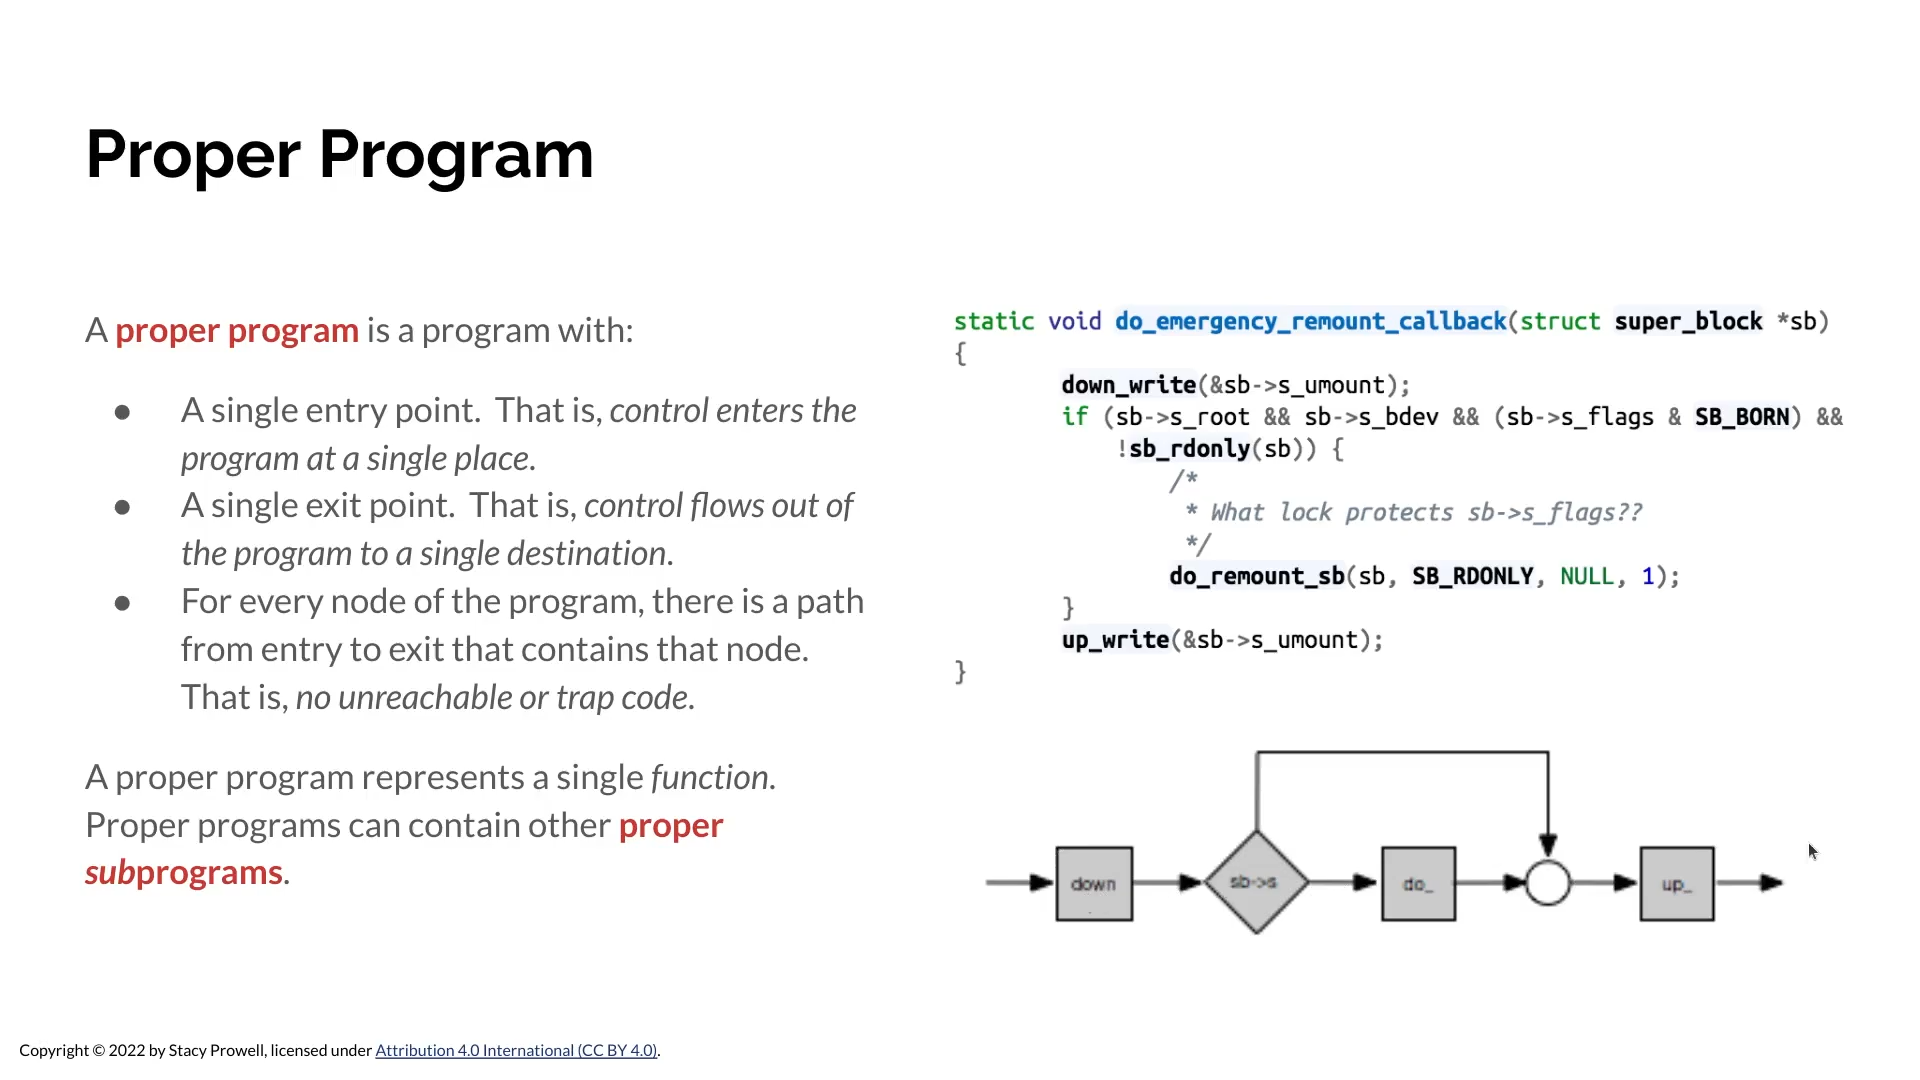 Proper Program
A proper program is a program with:
● A single entry point.  That is, control enters the
program at a single place.
● A single exit point.  That is, control flows out of
the program to a single destination.
● For every node of the program, there is a path
from entry to exit that contains that node.
That is, no unreachable or trap code.
A proper program represents a single function.
Proper programs can contain other proper
subprograms.
static void do_emergency_remount_callback(struct super_block *sb)
{
down_write(&sb->s_umount);
if (sb->s_root && sb->s_bdev && (sb->s_flags & SB_BORN) &&
!sb_rdonly(sb)) {
/*
* What lock protects sb->s_flags??
*/
do_remount_sb(sb, SB_RDONLY, NULL, 1);
}
up_write(&sb->s_umount);
}
down sb->s do_ up_
Copyright © 2022 by Stacy Prowell, licensed under Attribution 4.0 International (CC BY 4.0).